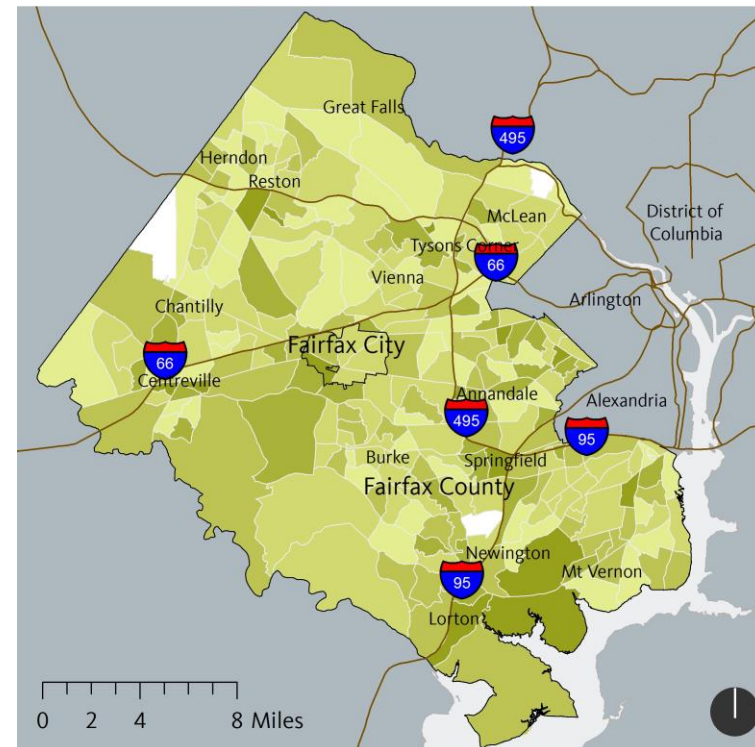 Great Falls
495
Herndon
Reston
McLean
District of
Columbia
Tysons Corner
66
Vienna
Arlington
Chantilly
Fairfax City
66
Centreville
Annandale
Alexandria
495
95
Burke
Springfield
Fairfax County
Newington
Mt Vernon
95
Lorton
0 2 4 8 Miles